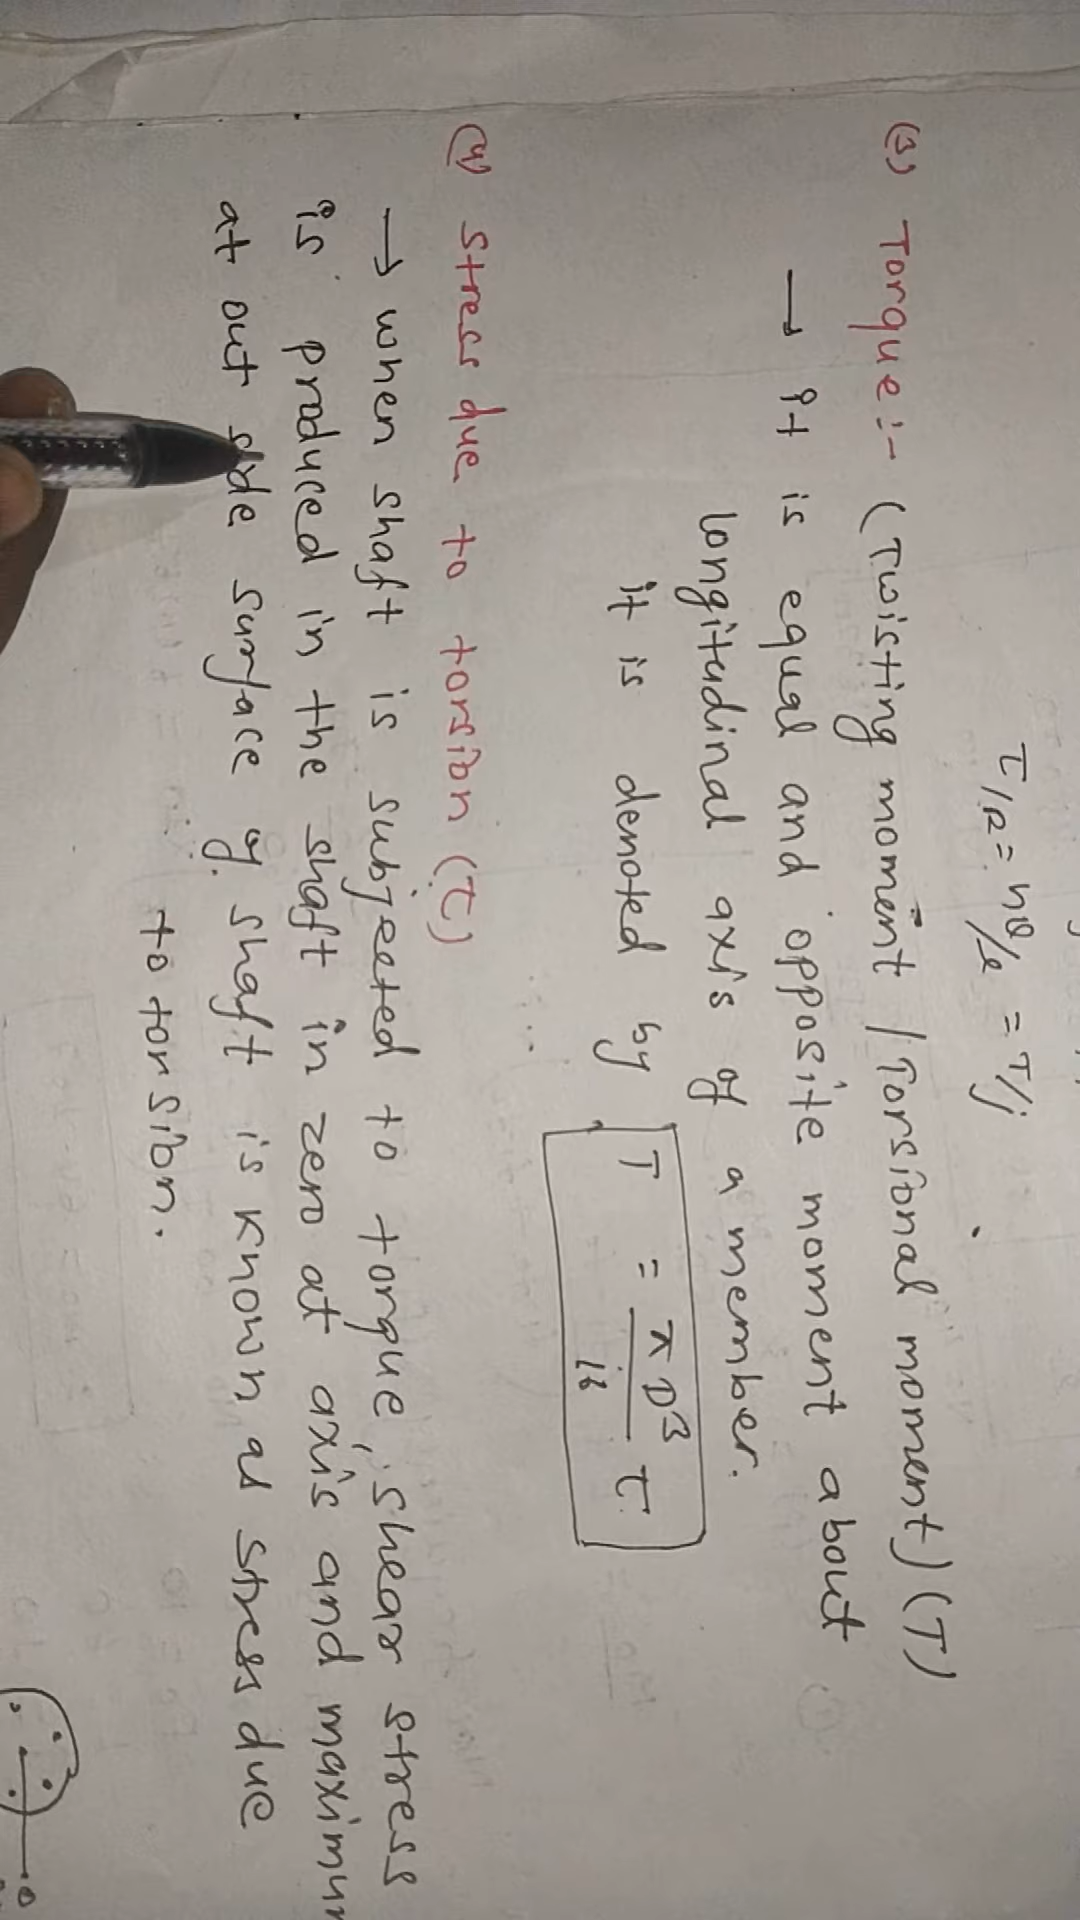 τ/R = nθ/l = T/j
(3) Torque :- (Twisting moment / Torsional moment) (T)
→ it is equal and opposite moment about
longitudinal axis of a member.
it is denoted by T = πD³/16 τ
(4) stress due to torsion (τ)
→ when shaft is subjected to torque, shear stress
is produced in the shaft in zero at axis and maximum
at out side surface of shaft is known as stress due
to torsion.